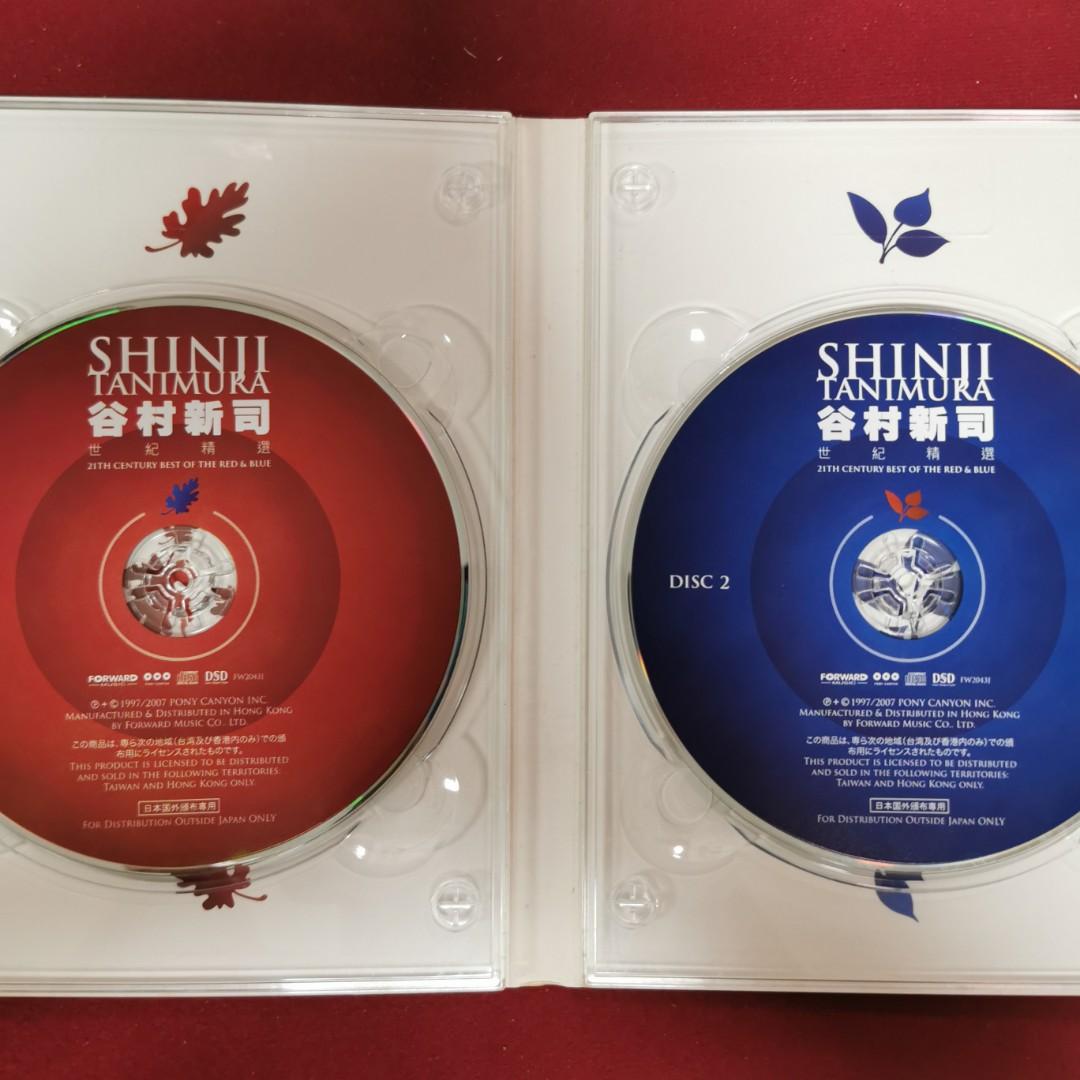 SHINJI
TANIMURA
谷村新司
世紀精選
21TH CENTURY BEST OF THE RED & BLUE
FORWARD
DSD
FW2043J
℗+© 1997/2007 PONY CANYON INC.
MANUFACTURED & DISTRIBUTED IN HONG KONG
BY FORWARD MUSIC CO., LTD.
この商品は、専ら次の地域(台湾及び香港内のみ)での頒
布用にライセンスされたものです。
THIS PRODUCT IS LICENSED TO BE DISTRIBUTED
AND SOLD IN THE FOLLOWING TERRITORIES:
TAIWAN AND HONG KONG ONLY.
日本国外頒布専用
FOR DISTRIBUTION OUTSIDE JAPAN ONLY
SHINJI
TANIMURA
谷村新司
世紀精選
21TH CENTURY BEST OF THE RED & BLUE
DISC 2
FORWARD
DSD
FW2043J
℗+© 1997/2007 PONY CANYON INC.
MANUFACTURED & DISTRIBUTED IN HONG KONG
BY FORWARD MUSIC CO., LTD.
この商品は、専ら次の地域(台湾及び香港内のみ)での頒
布用にライセンスされたものです。
THIS PRODUCT IS LICENSED TO BE DISTRIBUTED
AND SOLD IN THE FOLLOWING TERRITORIES:
TAIWAN AND HONG KONG ONLY.
日本国外頒布専用
FOR DISTRIBUTION OUTSIDE JAPAN ONLY